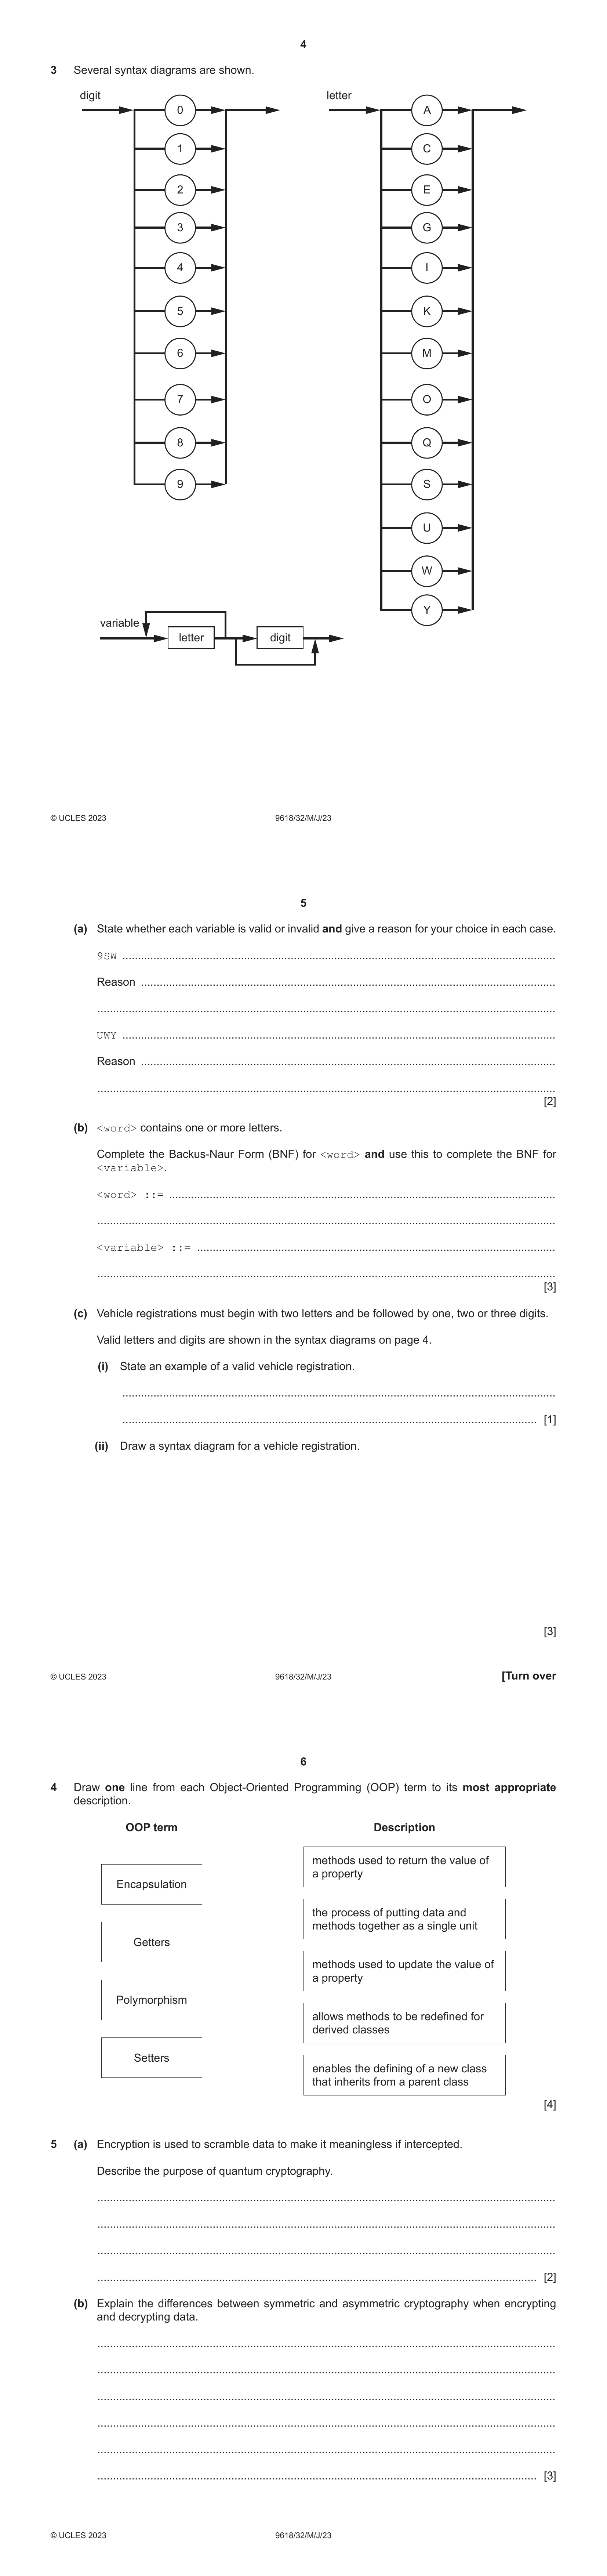 4
3 Several syntax diagrams are shown.
digit
0
1
2
3
4
5
6
7
8
9
letter
A
C
E
G
I
K
M
O
Q
S
U
W
Y
variable
letter
digit
© UCLES 2023 9618/32/M/J/23
5
(a) State whether each variable is valid or invalid and give a reason for your choice in each case.
9SW ....................
Reason ....................
....................
UWY ....................
Reason ....................
....................
[2]
(b) <word> contains one or more letters.
Complete the Backus-Naur Form (BNF) for <word> and use this to complete the BNF for
<variable>.
<word> ::= ....................
....................
<variable> ::= ....................
....................
[3]
(c) Vehicle registrations must begin with two letters and be followed by one, two or three digits.
Valid letters and digits are shown in the syntax diagrams on page 4.
(i) State an example of a valid vehicle registration.
....................
.................... [1]
(ii) Draw a syntax diagram for a vehicle registration.
[3]
© UCLES 2023 9618/32/M/J/23 [Turn over
6
4 Draw one line from each Object-Oriented Programming (OOP) term to its most appropriate
description.
OOP term
Encapsulation
Getters
Polymorphism
Setters
Description
methods used to return the value of
a property
the process of putting data and
methods together as a single unit
methods used to update the value of
a property
allows methods to be redefined for
derived classes
enables the defining of a new class
that inherits from a parent class
[4]
5 (a) Encryption is used to scramble data to make it meaningless if intercepted.
Describe the purpose of quantum cryptography.
....................
....................
....................
.................... [2]
(b) Explain the differences between symmetric and asymmetric cryptography when encrypting
and decrypting data.
....................
....................
....................
....................
....................
.................... [3]
© UCLES 2023 9618/32/M/J/23